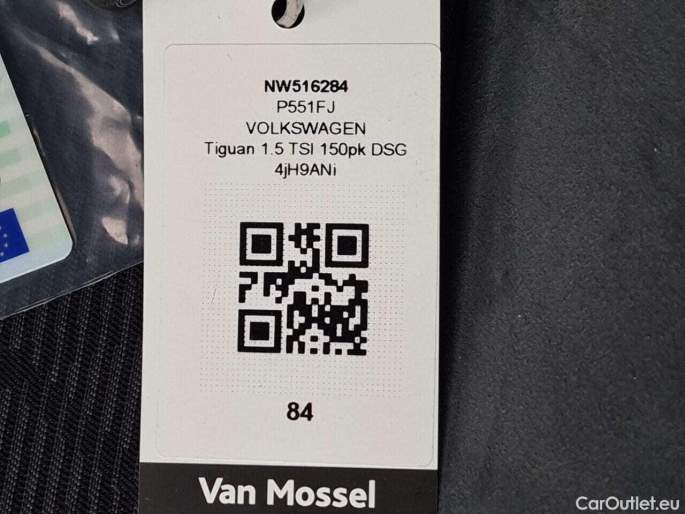 NW516284
P551FJ
VOLKSWAGEN
Tiguan 1.5 TSI 150pk DSG
4jH9ANi
84
Van Mossel
CarOutlet.eu